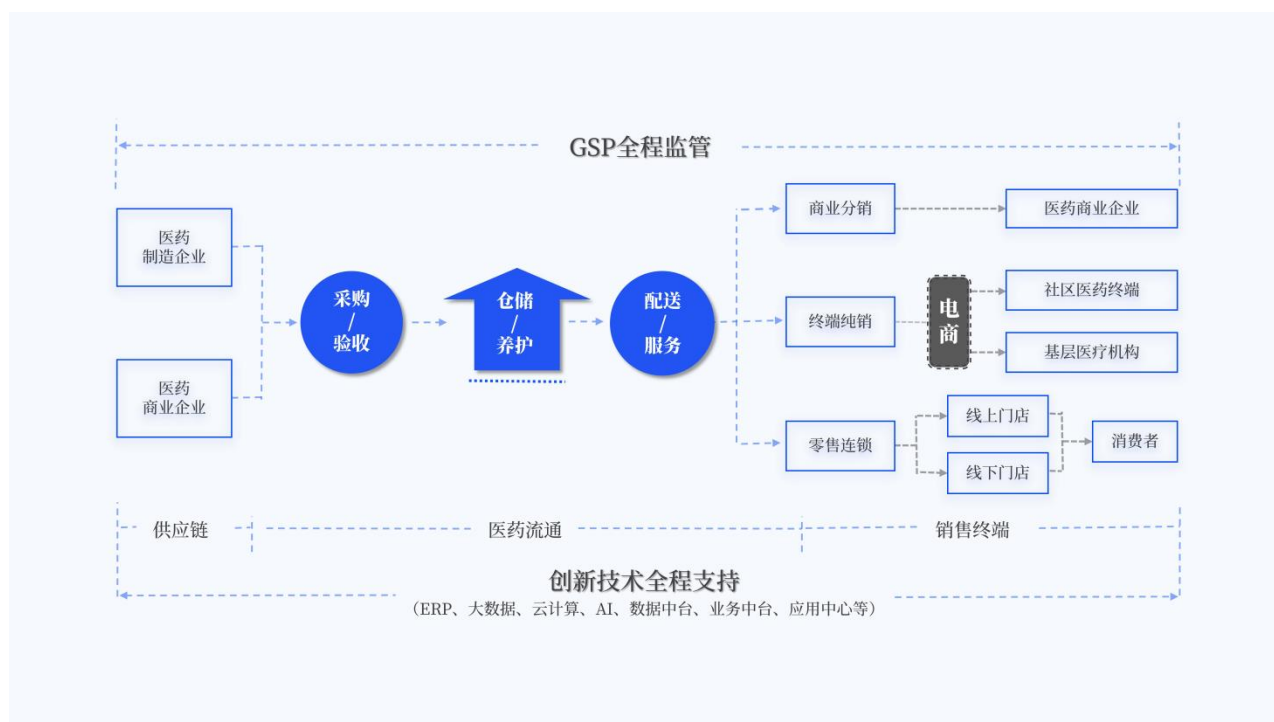 GSP全程监管
医药
制造企业
医药
商业企业
采购
/
验收
仓储
/
养护
配送
/
服务
商业分销
医药商业企业
终端纯销
电
商
社区医药终端
基层医疗机构
零售连锁
线上门店
线下门店
消费者
供应链
医药流通
销售终端
创新技术全程支持
（ERP、大数据、云计算、AI、数据中台、业务中台、应用中心等）